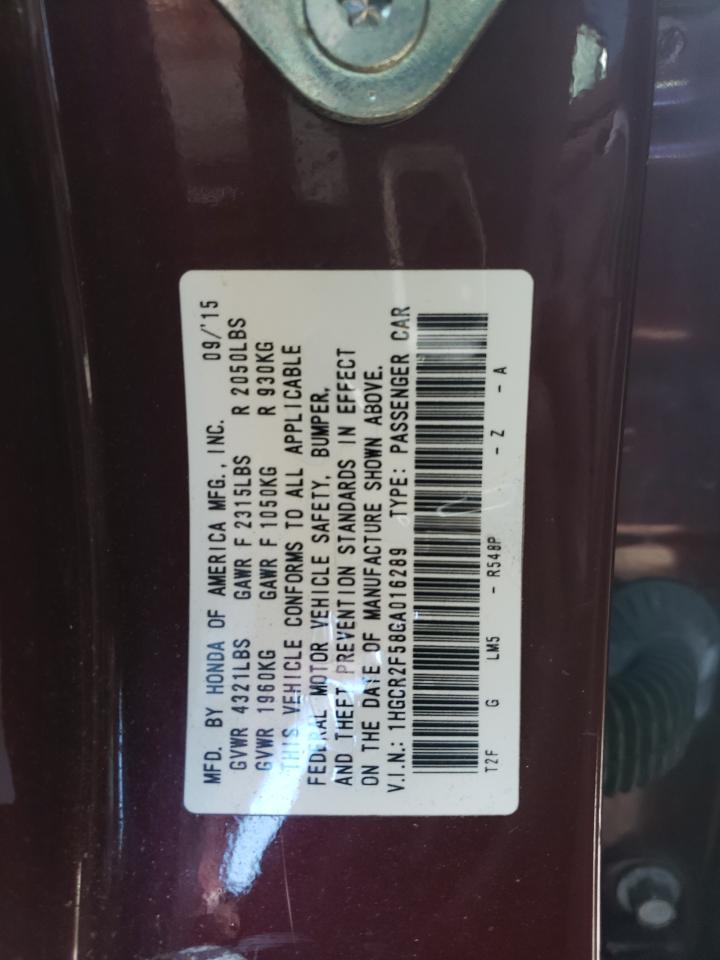 MFD. BY HONDA OF AMERICA MFG., INC. 09/'15
GVWR 4321LBS GAWR F 2315LBS R 2050LBS
GVWR 1960KG GAWR F 1050KG R 930KG
THIS VEHICLE CONFORMS TO ALL APPLICABLE
FEDERAL MOTOR VEHICLE SAFETY, BUMPER,
AND THEFT PREVENTION STANDARDS IN EFFECT
ON THE DATE OF MANUFACTURE SHOWN ABOVE.
V.I.N.: 1HGCR2F58GA016289 TYPE: PASSENGER CAR
T2F G LM5 - R548P - Z - A